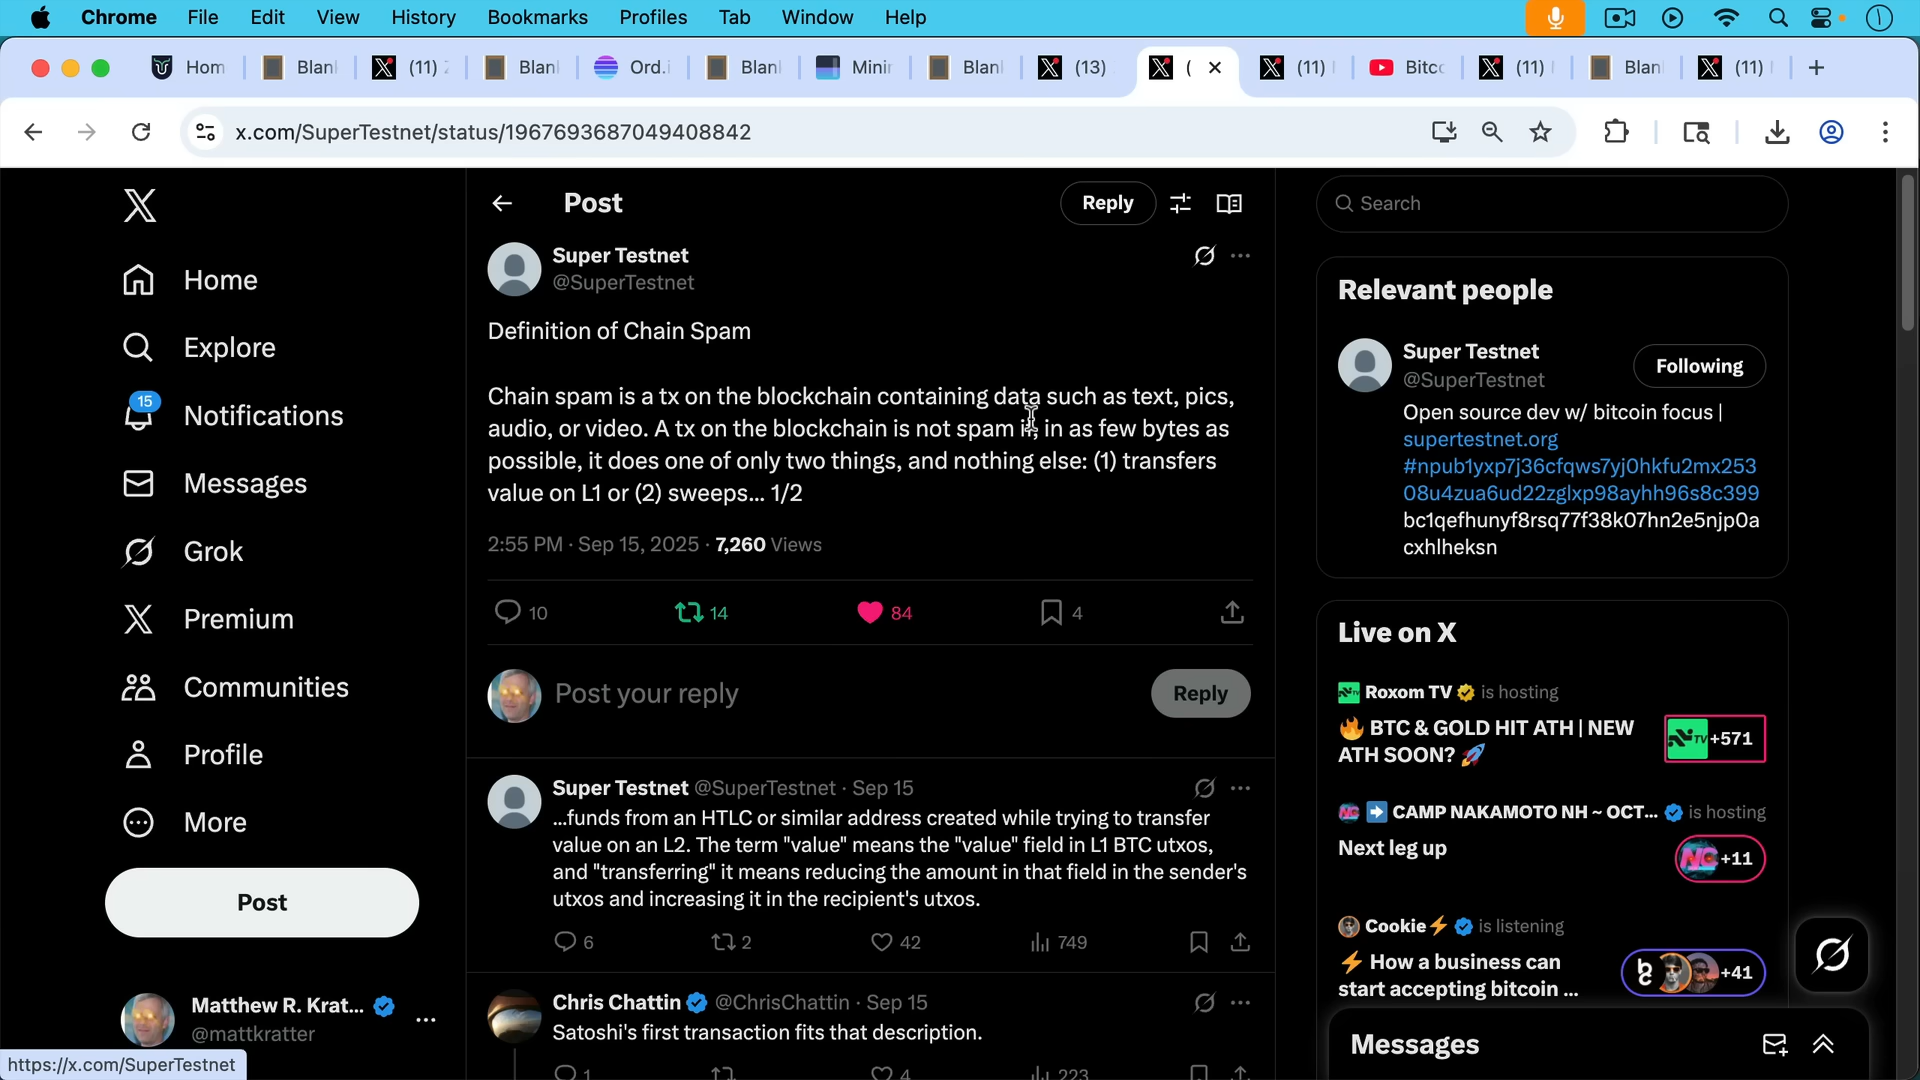 Chrome File Edit View History Bookmarks Profiles Tab Window Help
Hom Blan (11) Blan Ord.i Blan Minin Blan (13) ( (11) Bitco (11) Blan (11)
x.com/SuperTestnet/status/1967693687049408842
Post
Reply
Search
Super Testnet
@SuperTestnet
Definition of Chain Spam
Chain spam is a tx on the blockchain containing data such as text, pics,
audio, or video. A tx on the blockchain is not spam if, in as few bytes as
possible, it does one of only two things, and nothing else: (1) transfers
value on L1 or (2) sweeps... 1/2
2:55 PM · Sep 15, 2025 · 7,260 Views
10 14 84 4
Post your reply
Reply
Super Testnet @SuperTestnet · Sep 15
...funds from an HTLC or similar address created while trying to transfer
value on an L2. The term "value" means the "value" field in L1 BTC utxos,
and "transferring" it means reducing the amount in that field in the sender's
utxos and increasing it in the recipient's utxos.
6 2 42 749
Chris Chattin @ChrisChattin · Sep 15
Satoshi's first transaction fits that description.
1 4 223
Home
Explore
15
Notifications
Messages
Grok
Premium
Communities
Profile
More
Post
Matthew R. Krat...
@mattkratter
https://x.com/SuperTestnet
Relevant people
Super Testnet
@SuperTestnet
Following
Open source dev w/ bitcoin focus |
supertestnet.org
#npub1yxp7j36cfqws7yj0hkfu2mx253
08u4zua6ud22zglxp98ayhh96s8c399
bc1qefhunyf8rsq77f38k07hn2e5njp0a
cxhlheksn
Live on X
Roxom TV is hosting
🔥 BTC & GOLD HIT ATH | NEW
ATH SOON? 🚀
TV +571
➡️ CAMP NAKAMOTO NH ~ OCT... is hosting
Next leg up
NC +11
Cookie⚡ is listening
⚡ How a business can
start accepting bitcoin ...
+41
Messages